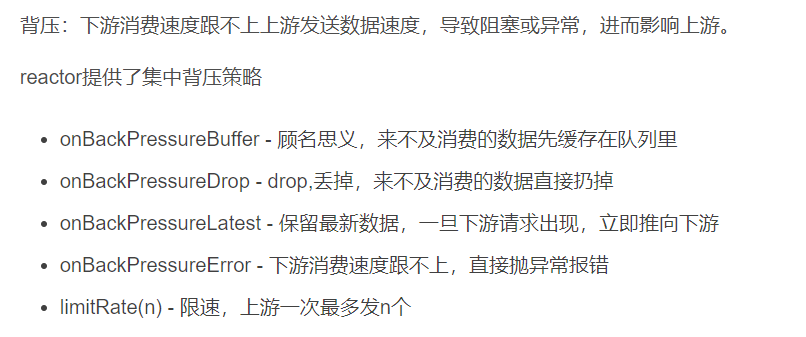 背压：下游消费速度跟不上上游发送数据速度，导致阻塞或异常，进而影响上游。
reactor提供了集中背压策略
• onBackPressureBuffer - 顾名思义，来不及消费的数据先缓存在队列里
• onBackPressureDrop - drop,丢掉，来不及消费的数据直接扔掉
• onBackPressureLatest - 保留最新数据，一旦下游请求出现，立即推向下游
• onBackPressureError - 下游消费速度跟不上，直接抛异常报错
• limitRate(n) - 限速，上游一次最多发n个